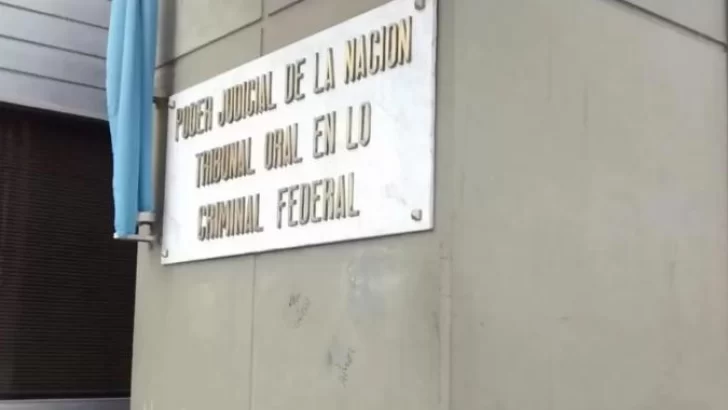 PODER JUDICIAL DE LA NACION
TRIBUNAL ORAL EN LO
CRIMINAL FEDERAL